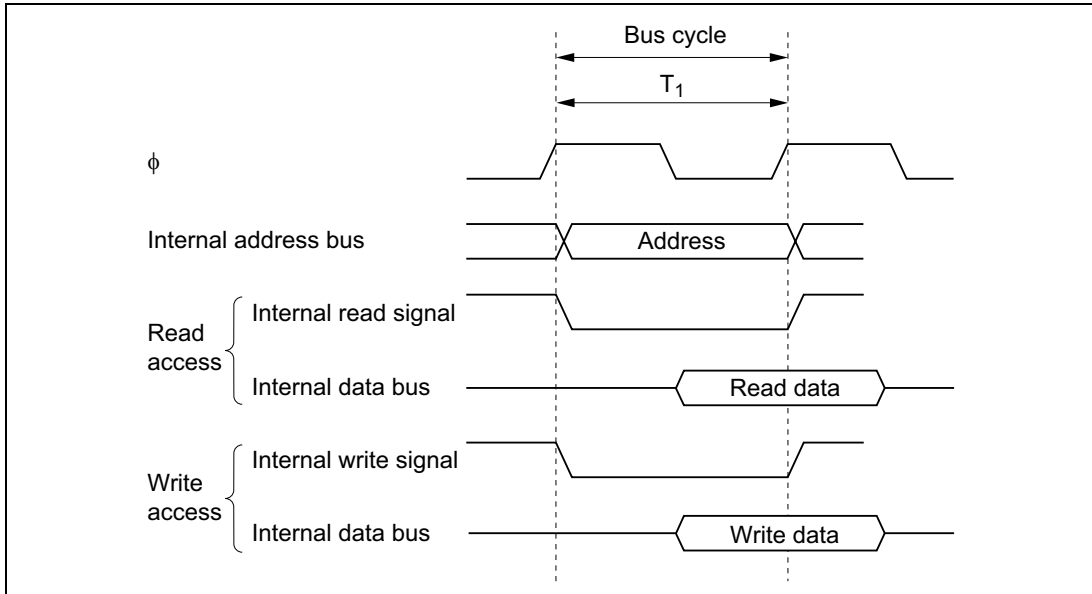 Bus cycle
T₁
ϕ
Internal address bus
Address
Read
access
Internal read signal
Internal data bus
Read data
Write
access
Internal write signal
Internal data bus
Write data